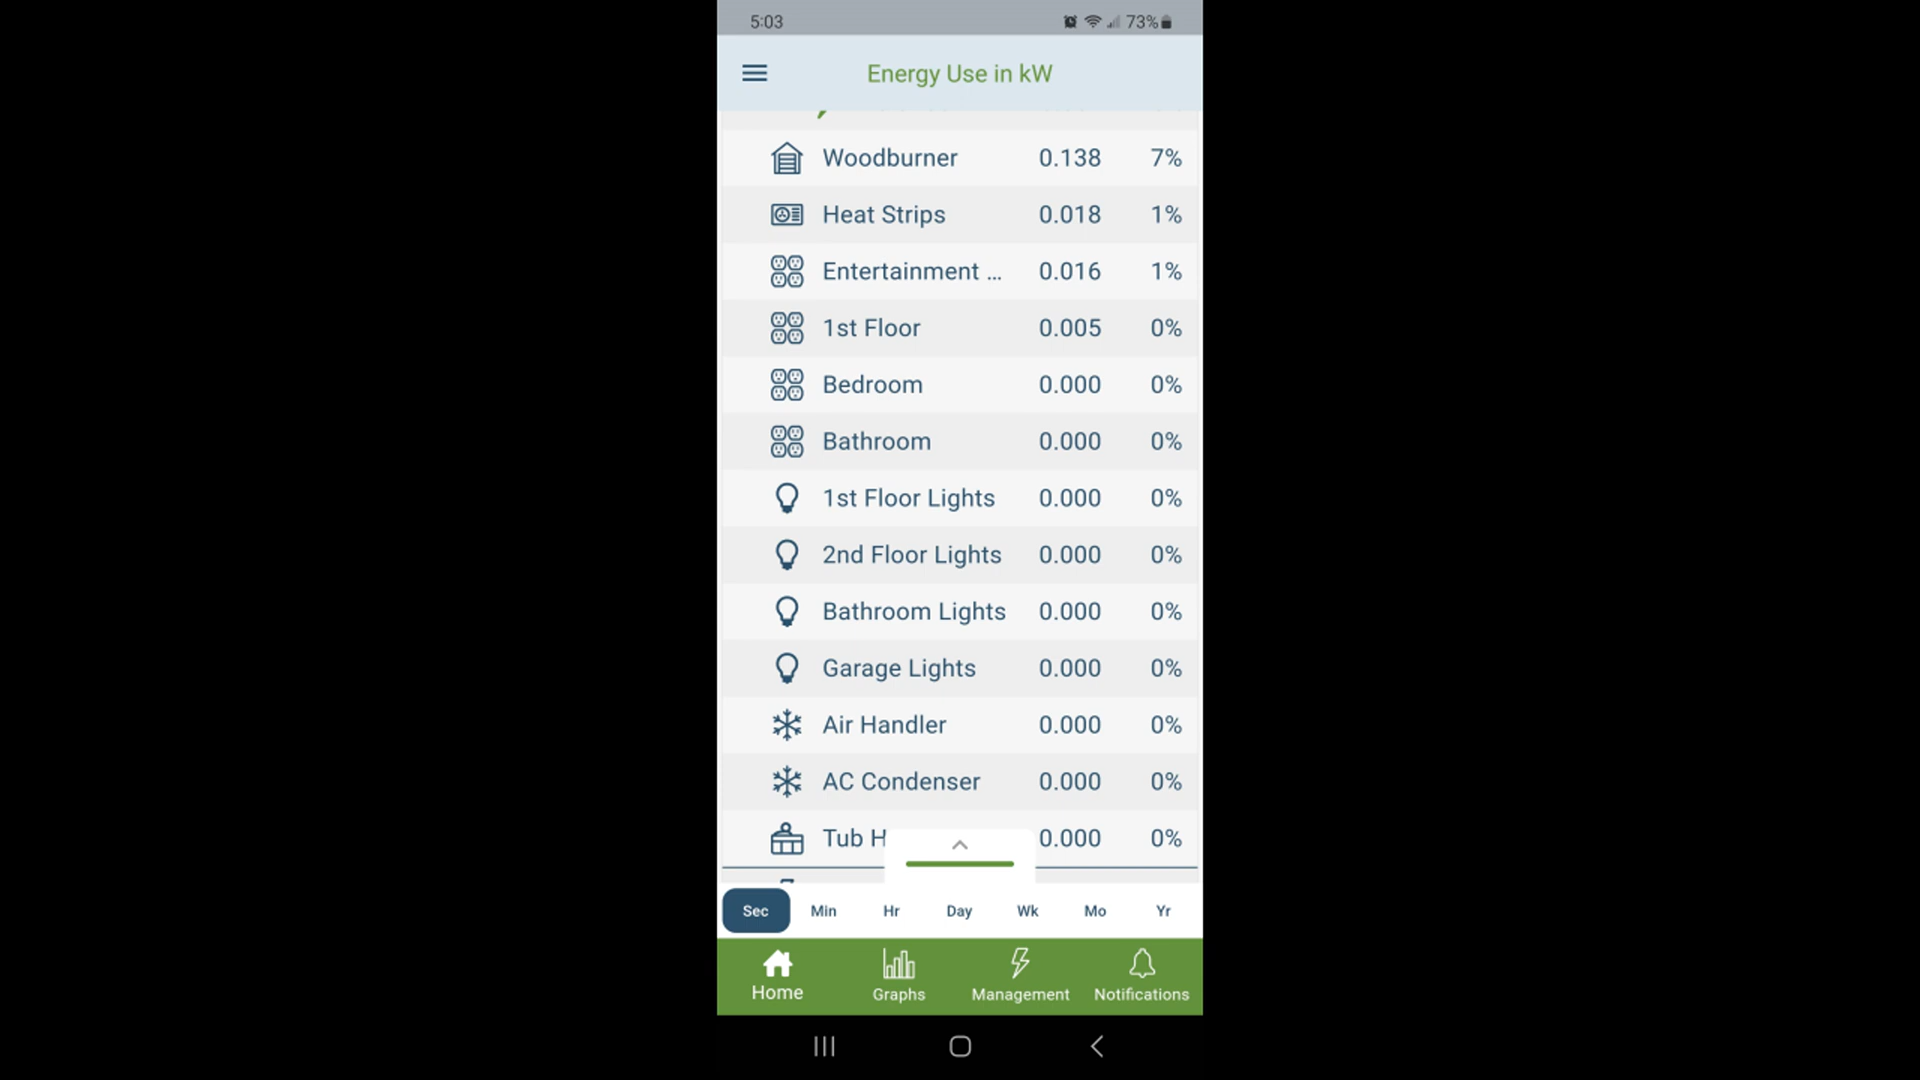 5:03 73%
Energy Use in kW
Woodburner 0.138 7%
Heat Strips 0.018 1%
Entertainment ... 0.016 1%
1st Floor 0.005 0%
Bedroom 0.000 0%
Bathroom 0.000 0%
1st Floor Lights 0.000 0%
2nd Floor Lights 0.000 0%
Bathroom Lights 0.000 0%
Garage Lights 0.000 0%
Air Handler 0.000 0%
AC Condenser 0.000 0%
Tub H 0.000 0%
Sec Min Hr Day Wk Mo Yr
Home Graphs Management Notifications